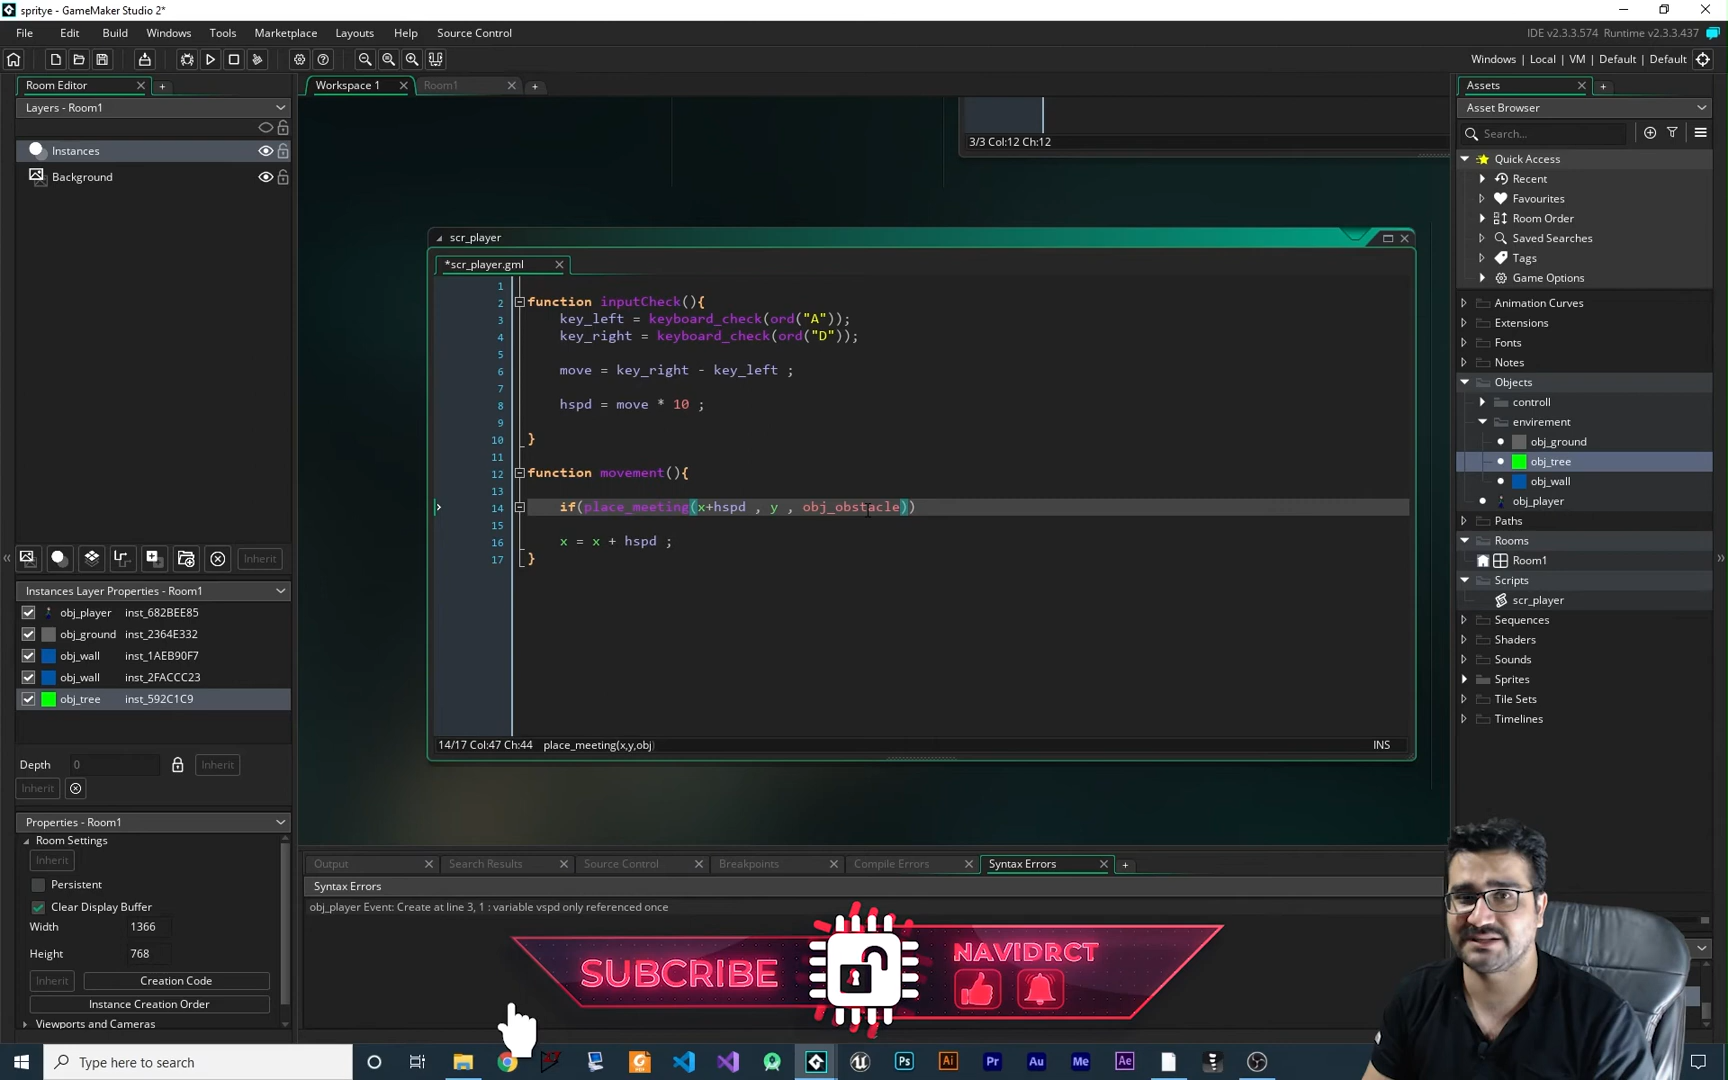 spritye - GameMaker Studio 2*
File Edit Build Windows Tools Marketplace Layouts Help Source Control
IDE v2.3.3.574 Runtime v2.3.3.437
Windows | Local | VM | Default | Default
Room Editor
Layers - Room1
Instances
Background
Inherit
Instances Layer Properties - Room1
obj_player inst_682BEE85
obj_ground inst_2364E332
obj_wall inst_1AEB90F7
obj_wall inst_2FACCC23
obj_tree inst_592C1C9
Depth 0 Inherit
Inherit
Properties - Room1
Room Settings
Inherit
Persistent
Clear Display Buffer
Width 1366
Height 768
Inherit Creation Code
Instance Creation Order
Viewports and Cameras
Workspace 1 Room1
3/3 Col:12 Ch:12
scr_player
*scr_player.gml
1
2 function inputCheck(){
3 key_left = keyboard_check(ord("A"));
4 key_right = keyboard_check(ord("D"));
5
6 move = key_right - key_left ;
7
8 hspd = move * 10 ;
9
10 }
11
12 function movement(){
13
14 if(place_meeting(x+hspd , y , obj_obstacle))
15
16 x = x + hspd ;
17 }
14/17 Col:47 Ch:44 place_meeting(x,y,obj) INS
Output Search Results Source Control Breakpoints Compile Errors Syntax Errors
Syntax Errors
obj_player Event: Create at line 3, 1 : variable vspd only referenced once
SUBCRIBE
NAVIDRCT
Assets
Asset Browser
Search...
Quick Access
Recent
Favourites
Room Order
Saved Searches
Tags
Game Options
Animation Curves
Extensions
Fonts
Notes
Objects
controll
envirement
obj_ground
obj_tree
obj_wall
obj_player
Paths
Rooms
Room1
Scripts
scr_player
Sequences
Shaders
Sounds
Sprites
Tile Sets
Timelines
Type here to search
Ps
Ai
Pr
Au
Me
Ae